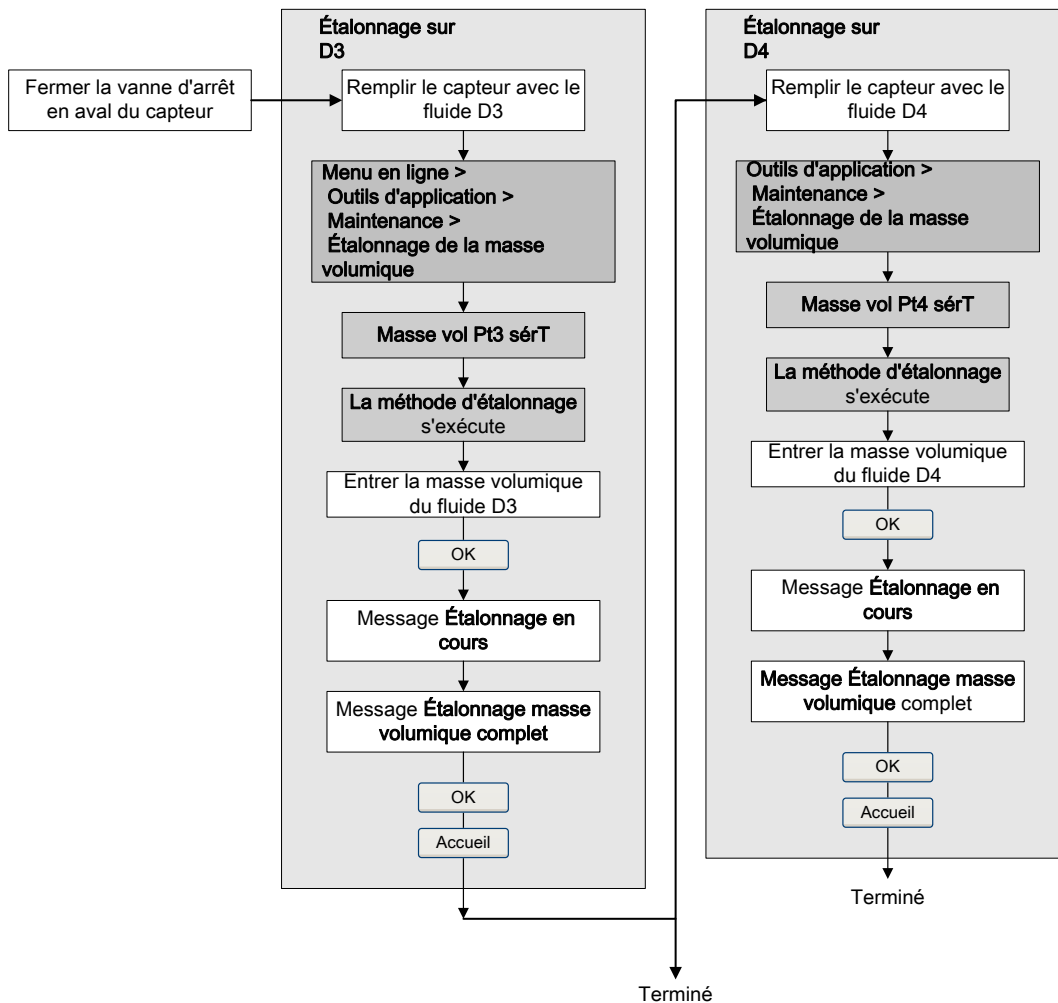 Fermer la vanne d'arrêt
en aval du capteur
Étalonnage sur
D3
Remplir le capteur avec le
fluide D3
Menu en ligne >
Outils d'application >
Maintenance >
Étalonnage de la masse
volumique
Masse vol Pt3 sérT
La méthode d'étalonnage
s'exécute
Entrer la masse volumique
du fluide D3
OK
Message Étalonnage en
cours
Message Étalonnage masse
volumique complet
OK
Accueil
Terminé
Étalonnage sur
D4
Remplir le capteur avec le
fluide D4
Outils d'application >
Maintenance >
Étalonnage de la masse
volumique
Masse vol Pt4 sérT
La méthode d'étalonnage
s'exécute
Entrer la masse volumique
du fluide D4
OK
Message Étalonnage en
cours
Message Étalonnage masse
volumique complet
OK
Accueil
Terminé